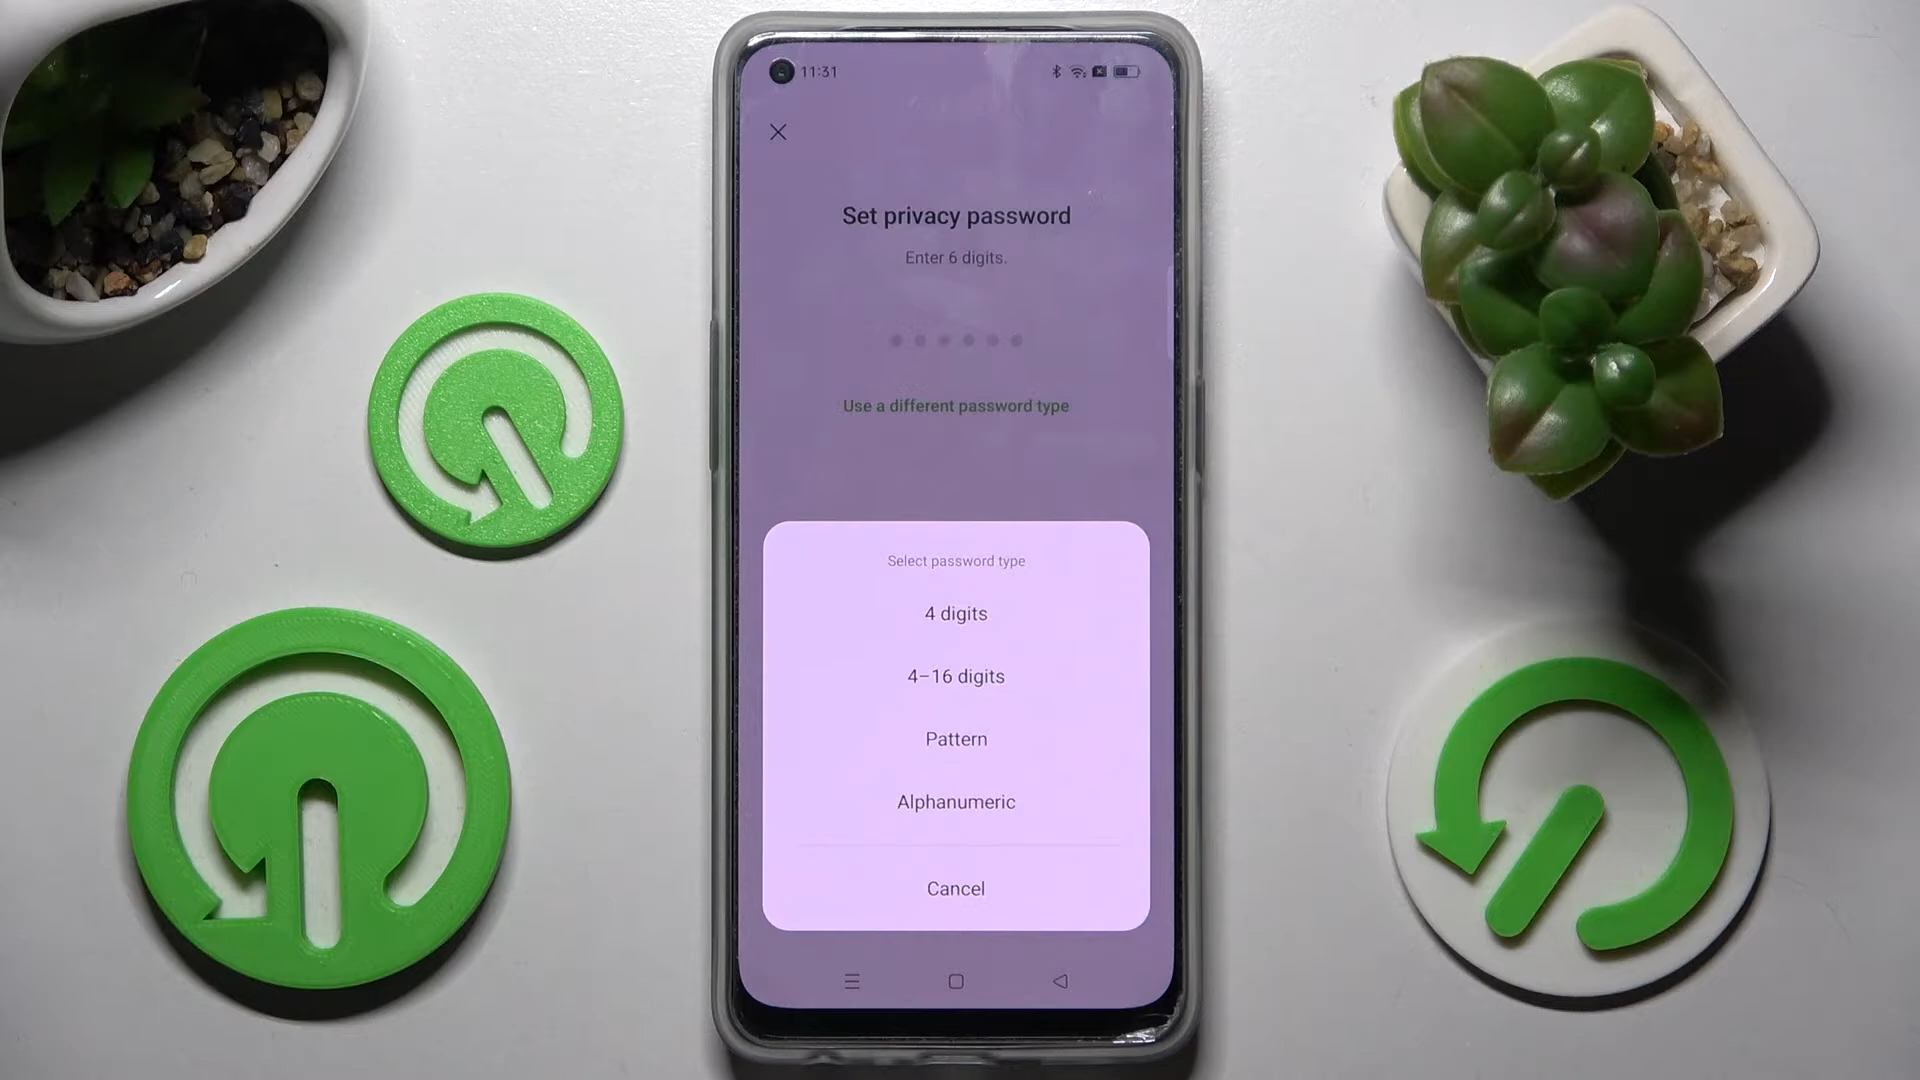 11:31
Set privacy password
Enter 6 digits.
Use a different password type
Select password type
4 digits
4–16 digits
Pattern
Alphanumeric
Cancel